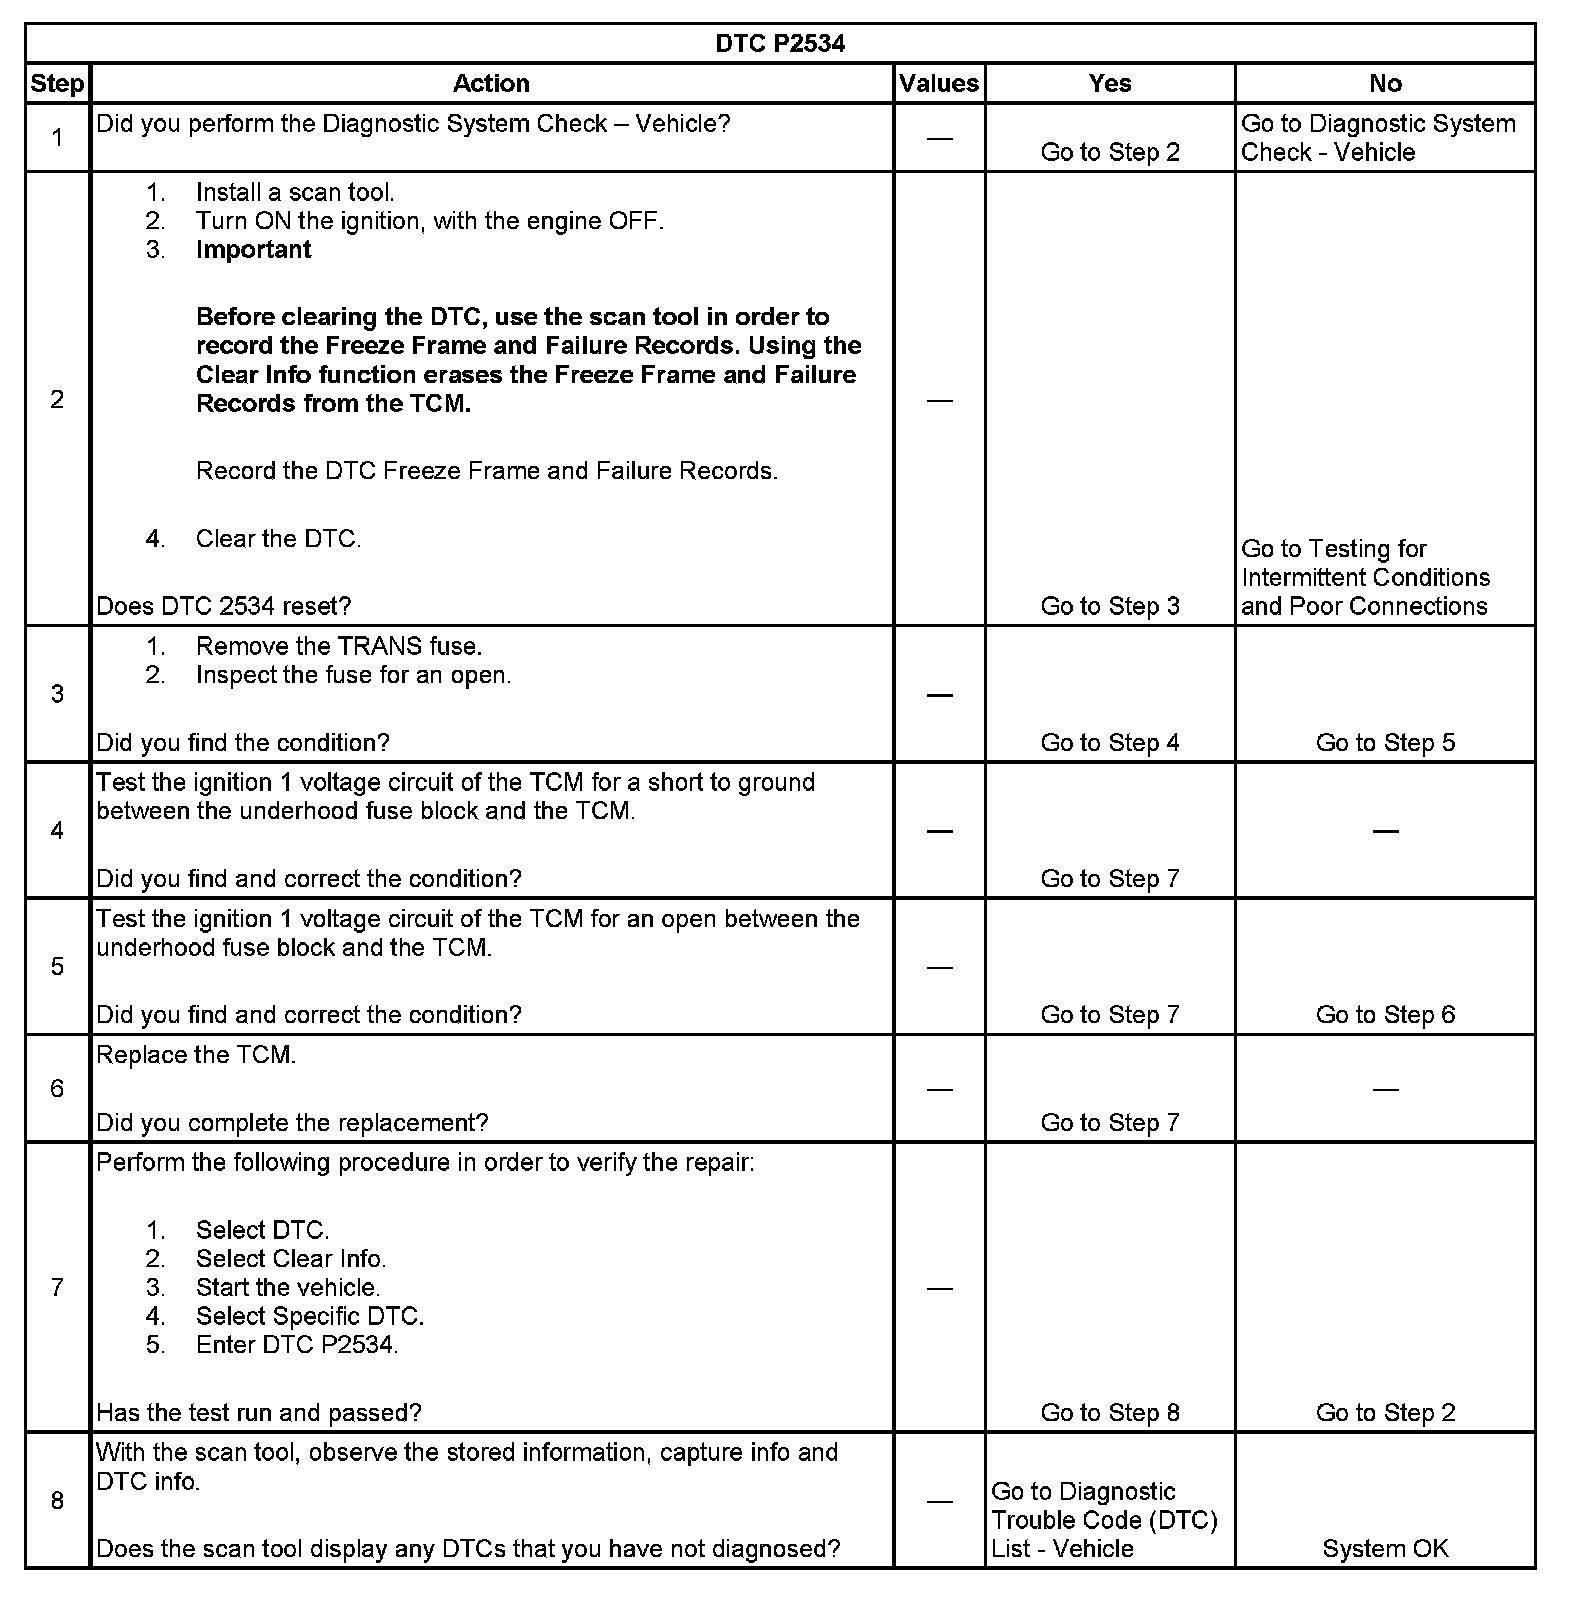 DTC P2534
Step Action Values Yes No
1 Did you perform the Diagnostic System Check – Vehicle? — Go to Step 2 Go to Diagnostic System
Check - Vehicle
2
1. Install a scan tool.
2. Turn ON the ignition, with the engine OFF.
3. Important
Before clearing the DTC, use the scan tool in order to
record the Freeze Frame and Failure Records. Using the
Clear Info function erases the Freeze Frame and Failure
Records from the TCM.
Record the DTC Freeze Frame and Failure Records.
4. Clear the DTC.
Does DTC 2534 reset?
—
Go to Step 3
Go to Testing for
Intermittent Conditions
and Poor Connections
3
1. Remove the TRANS fuse.
2. Inspect the fuse for an open.
Did you find the condition?
—
Go to Step 4
Go to Step 5
4
Test the ignition 1 voltage circuit of the TCM for a short to ground
between the underhood fuse block and the TCM.
Did you find and correct the condition?
—
Go to Step 7
—
5
Test the ignition 1 voltage circuit of the TCM for an open between the
underhood fuse block and the TCM.
Did you find and correct the condition?
—
Go to Step 7
Go to Step 6
6
Replace the TCM.
Did you complete the replacement?
—
Go to Step 7
—
7
Perform the following procedure in order to verify the repair:
1. Select DTC.
2. Select Clear Info.
3. Start the vehicle.
4. Select Specific DTC.
5. Enter DTC P2534.
Has the test run and passed?
—
Go to Step 8
Go to Step 2
8
With the scan tool, observe the stored information, capture info and
DTC info.
Does the scan tool display any DTCs that you have not diagnosed?
—
Go to Diagnostic
Trouble Code (DTC)
List - Vehicle
System OK